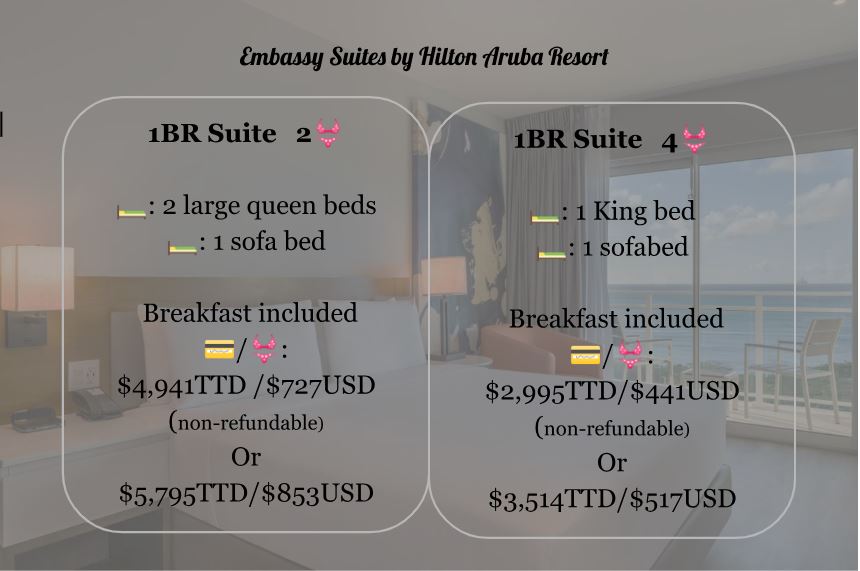 Embassy Suites by Hilton Aruba Resort
1BR Suite 2👙
🛏️: 2 large queen beds
🛏️: 1 sofa bed
Breakfast included
💳/👙:
$4,941TTD /$727USD
(non-refundable)
Or
$5,795TTD/$853USD
1BR Suite 4👙
🛏️: 1 King bed
🛏️: 1 sofabed
Breakfast included
💳/👙:
$2,995TTD/$441USD
(non-refundable)
Or
$3,514TTD/$517USD